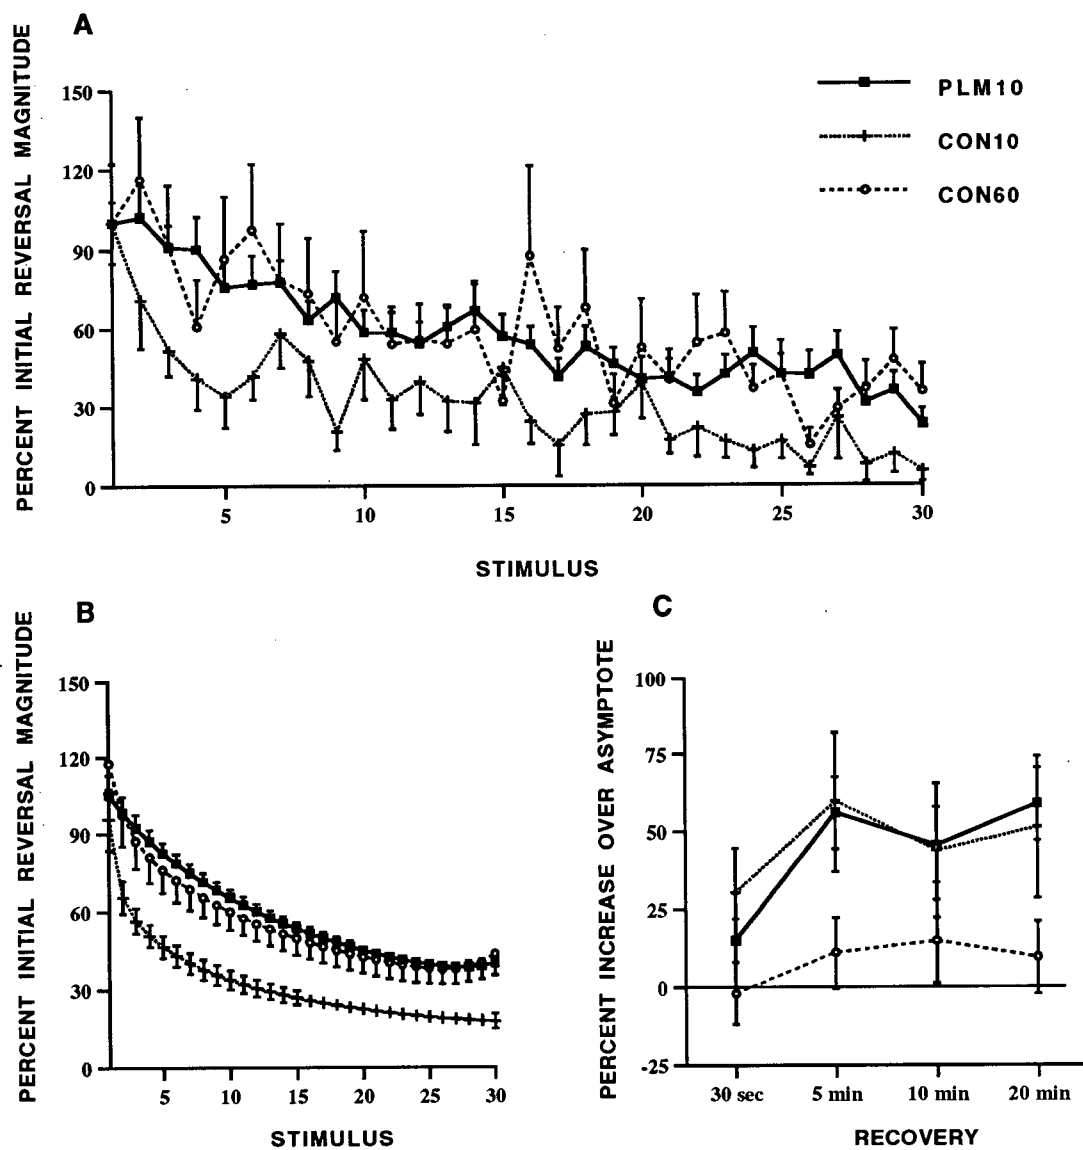 A
PERCENT INITIAL REVERSAL MAGNITUDE
150
120
90
60
30
0
5
10
15
20
25
30
STIMULUS
PLM10
CON10
CON60
B
PERCENT INITIAL REVERSAL MAGNITUDE
150
120
90
60
30
0
5
10
15
20
25
30
STIMULUS
C
PERCENT INCREASE OVER ASYMPTOTE
100
75
50
25
0
-25
30 sec
5 min
10 min
20 min
RECOVERY